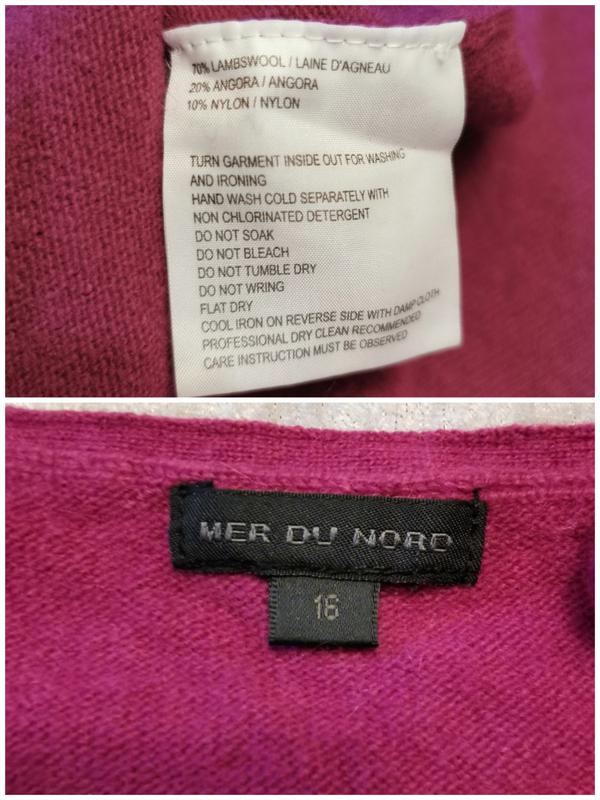 70% LAMBSWOOL / LAINE D'AGNEAU
20% ANGORA / ANGORA
10% NYLON / NYLON
TURN GARMENT INSIDE OUT FOR WASHING
AND IRONING
HAND WASH COLD SEPARATELY WITH
NON CHLORINATED DETERGENT
DO NOT SOAK
DO NOT BLEACH
DO NOT TUMBLE DRY
DO NOT WRING
FLAT DRY
COOL IRON ON REVERSE SIDE WITH DAMP CLOTH
PROFESSIONAL DRY CLEAN RECOMMENDED
CARE INSTRUCTION MUST BE OBSERVED
MER DU NORD
16